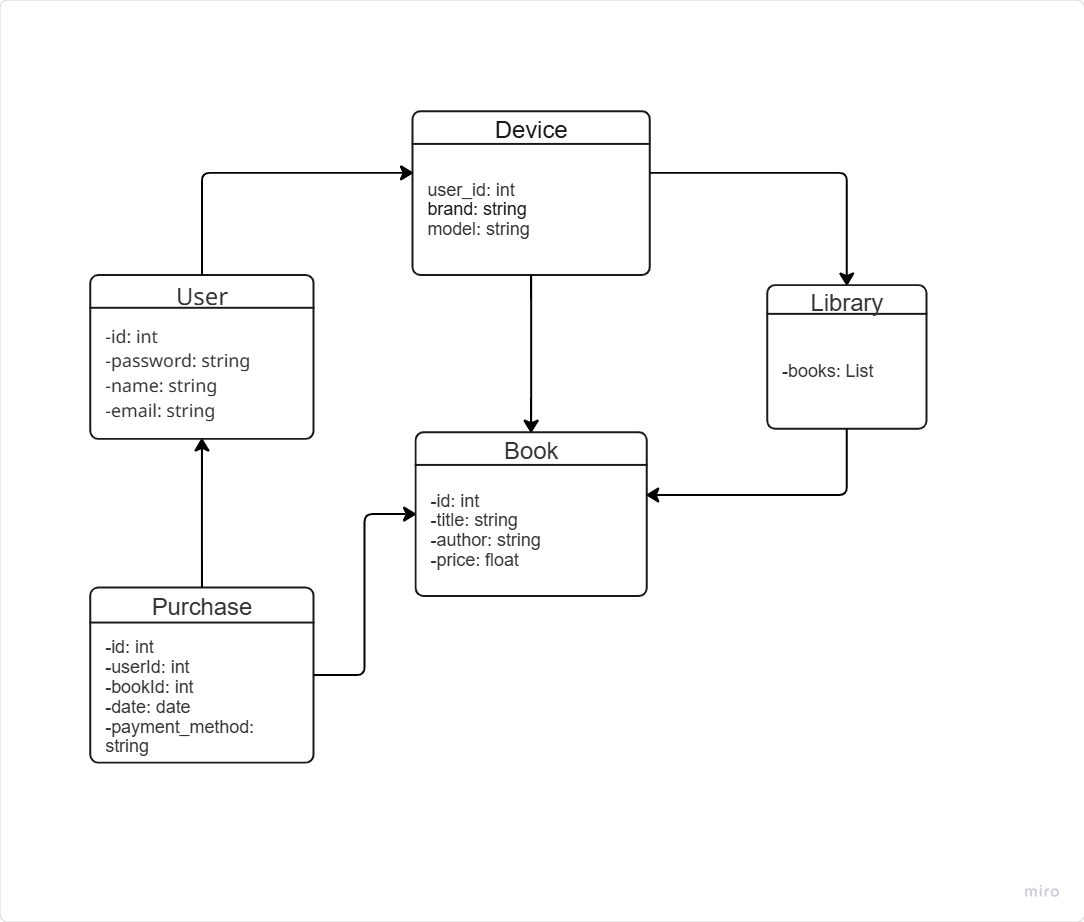 Device
user_id: int
brand: string
model: string
User
-id: int
-password: string
-name: string
-email: string
Library
-books: List
Book
-id: int
-title: string
-author: string
-price: float
Purchase
-id: int
-userId: int
-bookId: int
-date: date
-payment_method:
string
miro